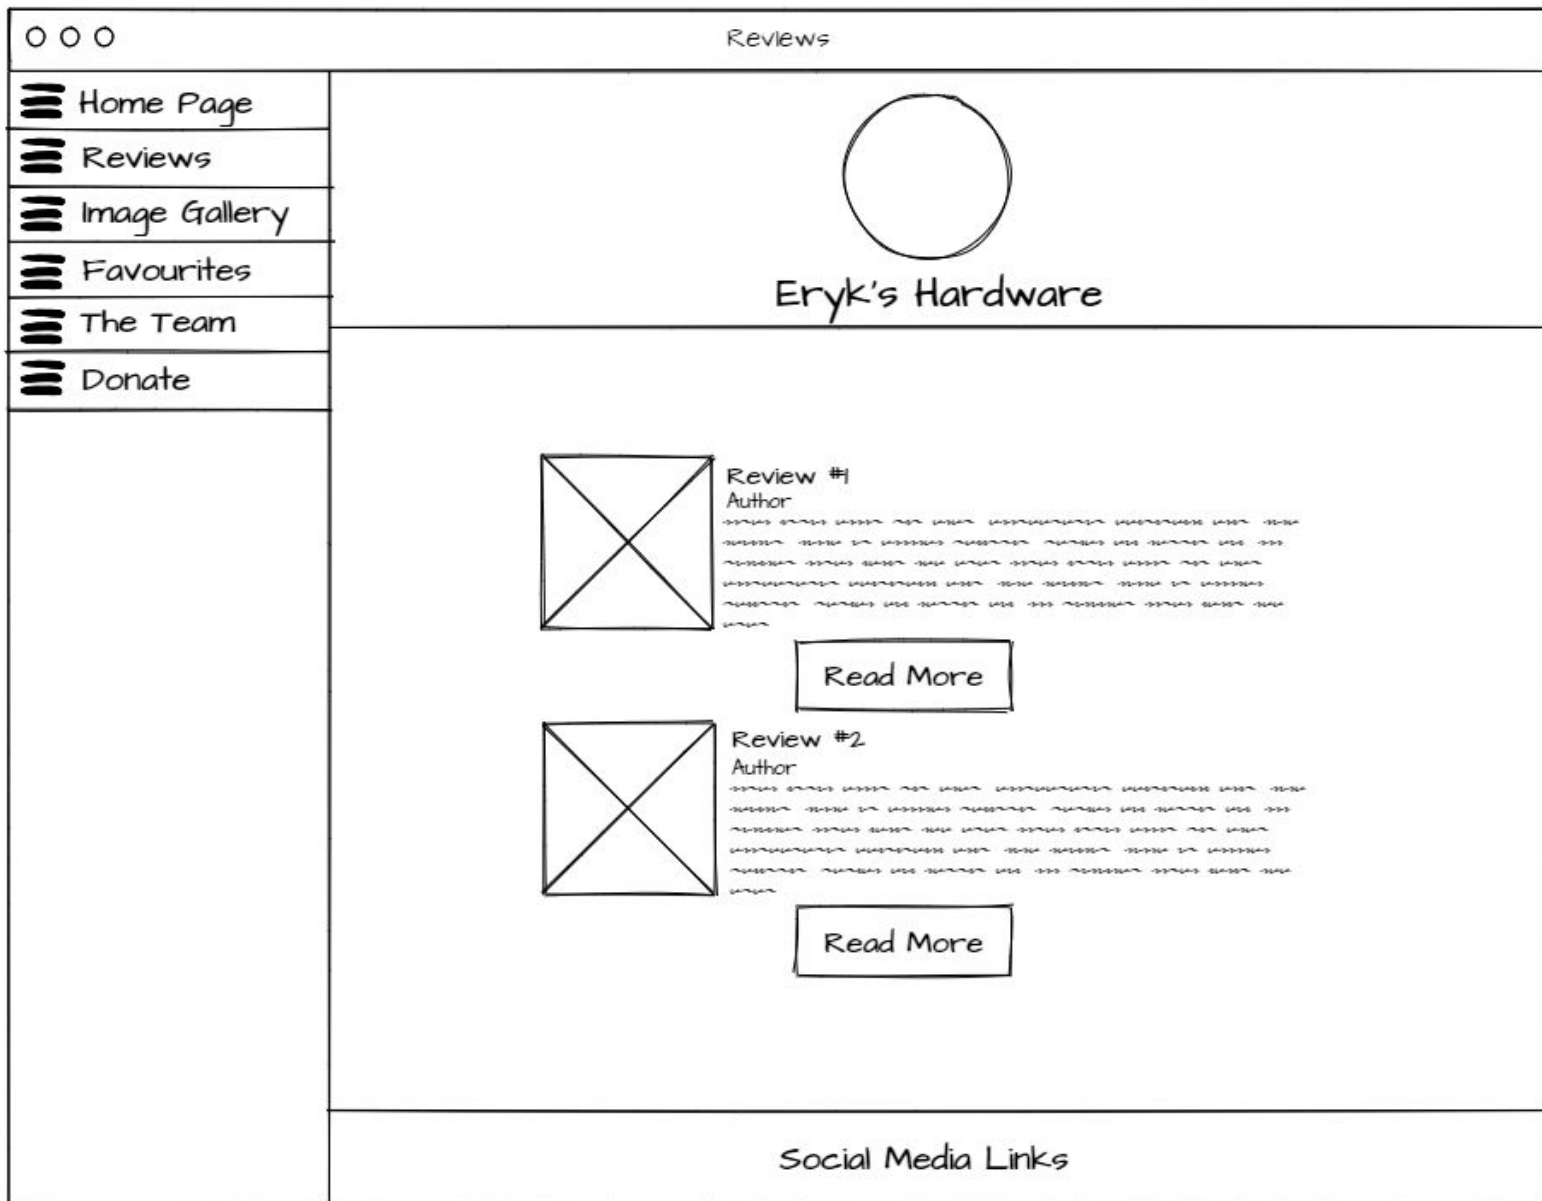 Reviews
Home Page
Reviews
Image Gallery
Favourites
The Team
Donate
Eryk's Hardware
Review #1
Author
Read More
Review #2
Author
Read More
Social Media Links